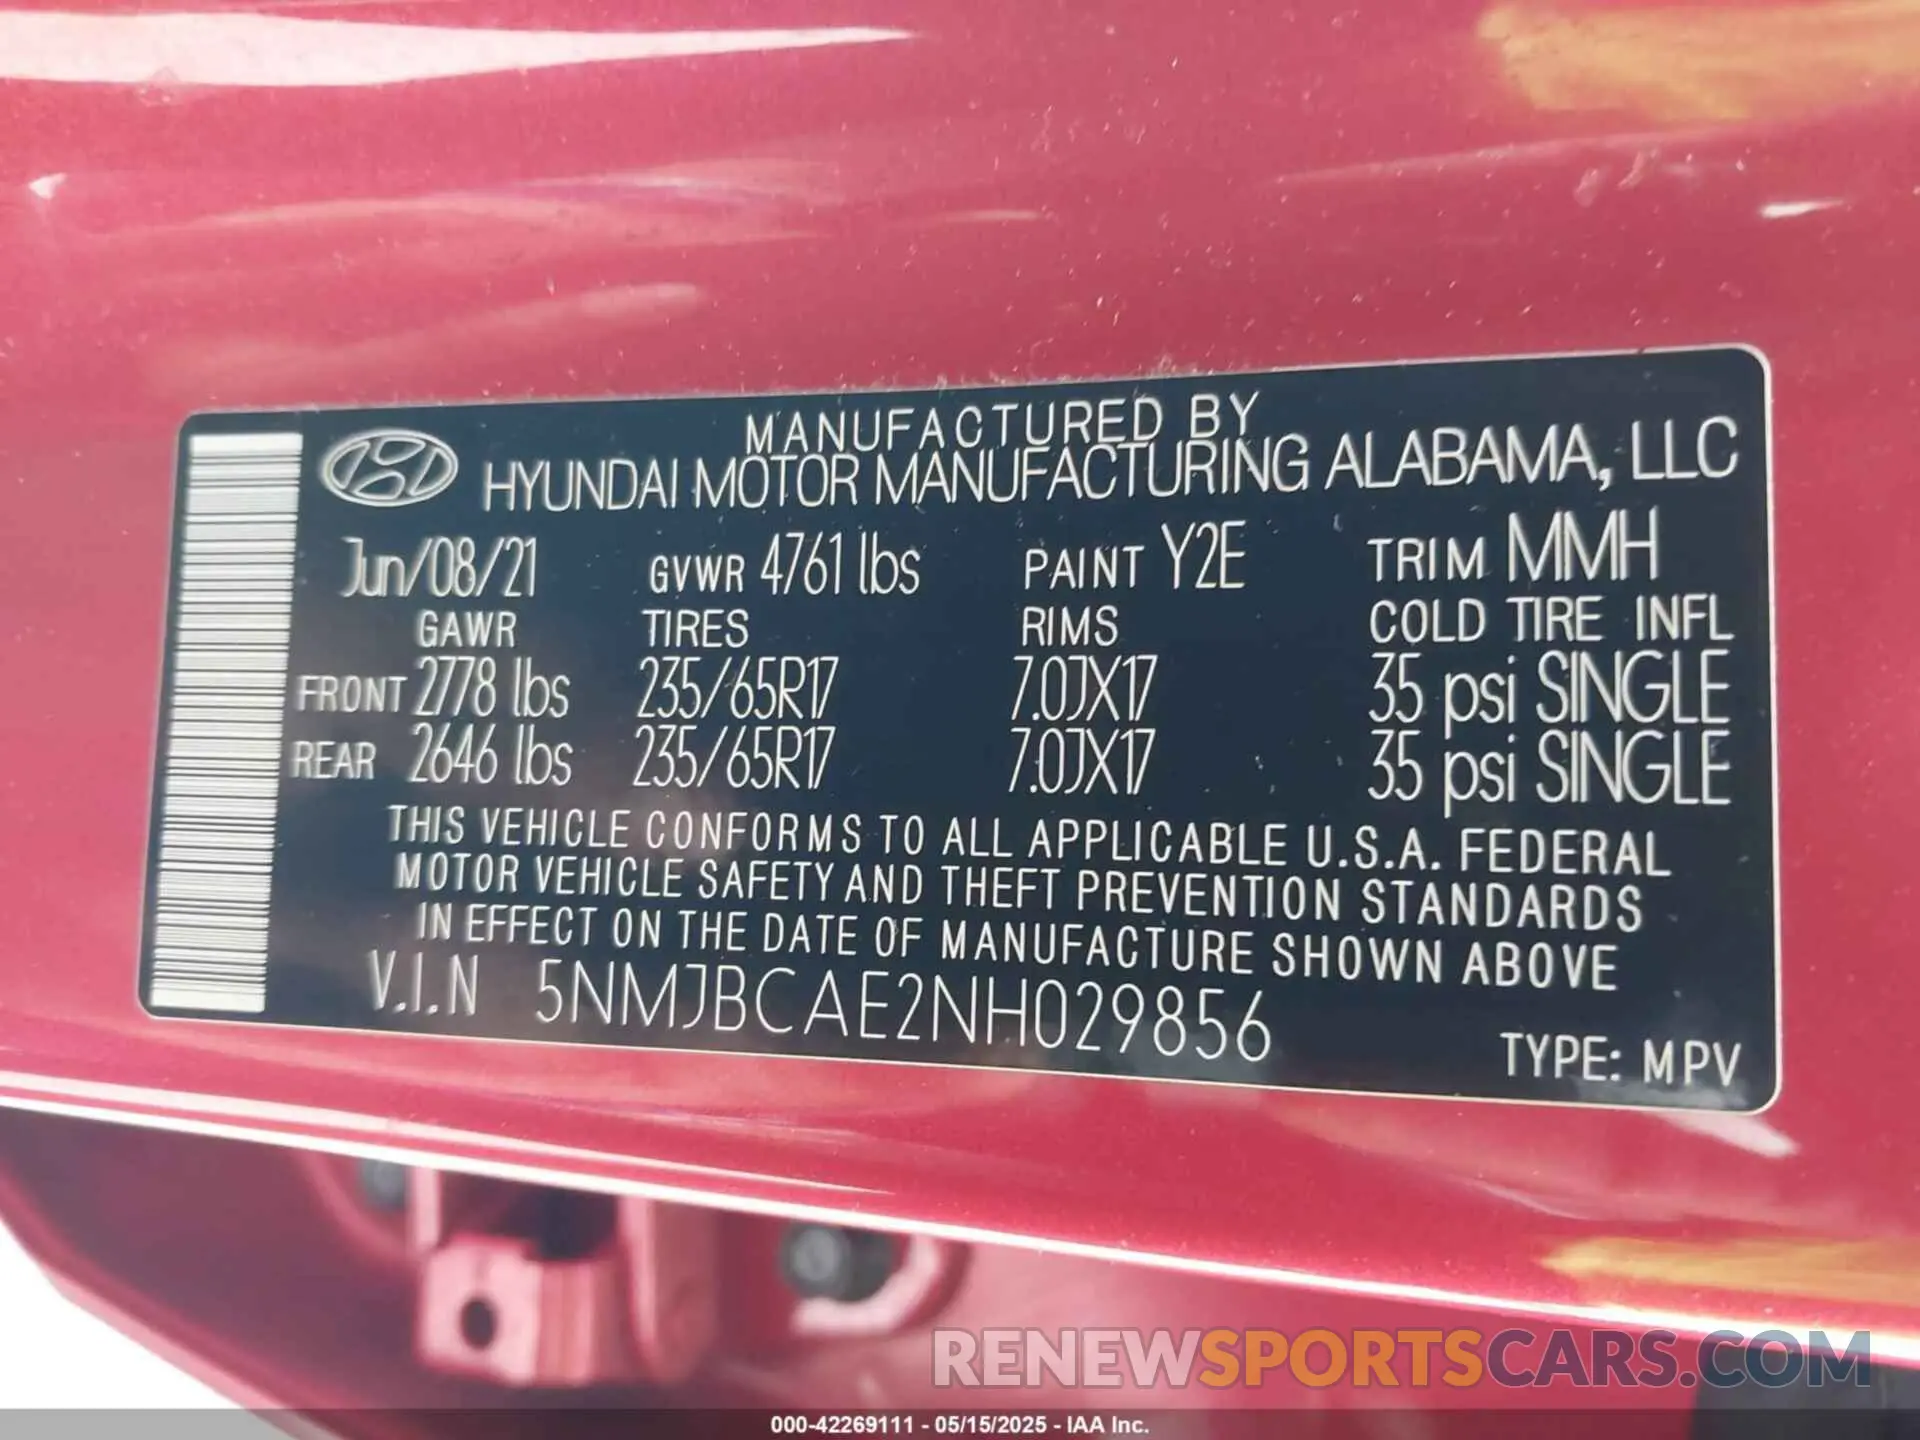 MANUFACTURED BY
HYUNDAI MOTOR MANUFACTURING ALABAMA, LLC
Jun/08/21 GVWR 4761 lbs PAINT Y2E TRIM MMH
GAWR TIRES RIMS COLD TIRE INFL
FRONT 2778 lbs 235/65R17 7.0JX17 35 psi SINGLE
REAR 2646 lbs 235/65R17 7.0JX17 35 psi SINGLE
THIS VEHICLE CONFORMS TO ALL APPLICABLE U.S.A. FEDERAL
MOTOR VEHICLE SAFETY AND THEFT PREVENTION STANDARDS
IN EFFECT ON THE DATE OF MANUFACTURE SHOWN ABOVE
V.I.N 5NMJBCAE2NH029856
TYPE: MPV
RENEWSPORTSCARS.COM
000-42269111 - 05/15/2025 - IAA Inc.